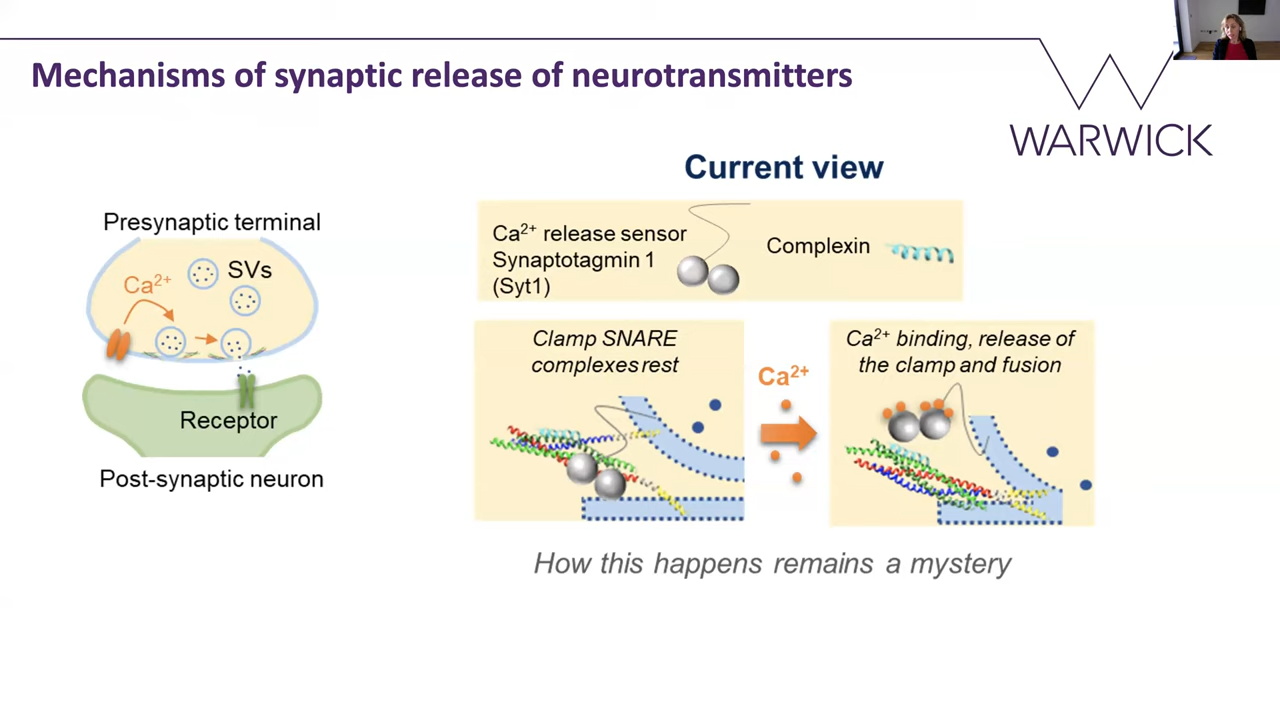 Mechanisms of synaptic release of neurotransmitters
WARWICK
Current view
Presynaptic terminal
SVs
Ca²⁺
Receptor
Post-synaptic neuron
Ca²⁺ release sensor
Synaptotagmin 1
(Syt1)
Complexin
Clamp SNARE
complexes rest
Ca²⁺
Ca²⁺ binding, release of
the clamp and fusion
How this happens remains a mystery